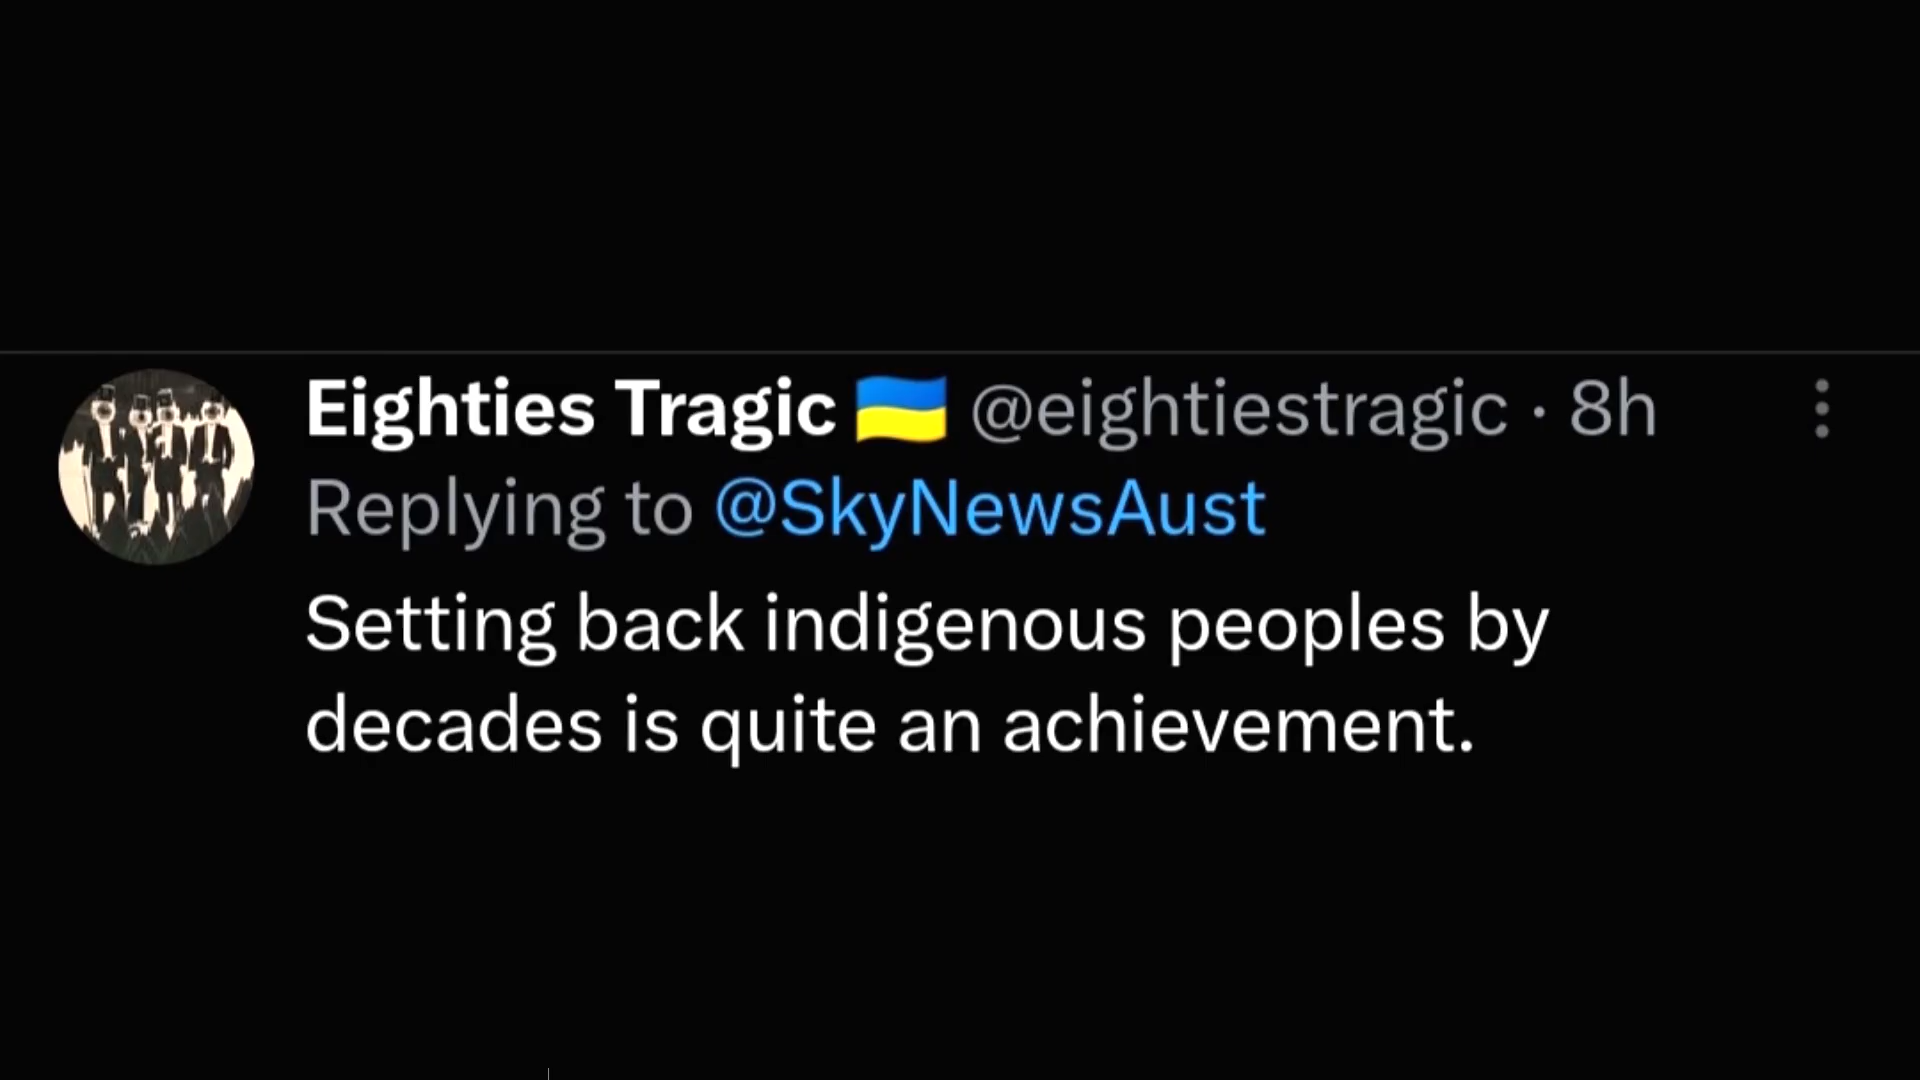 Eighties Tragic 🇺🇦 @eightiestragic · 8h
Replying to @SkyNewsAust
Setting back indigenous peoples by
decades is quite an achievement.